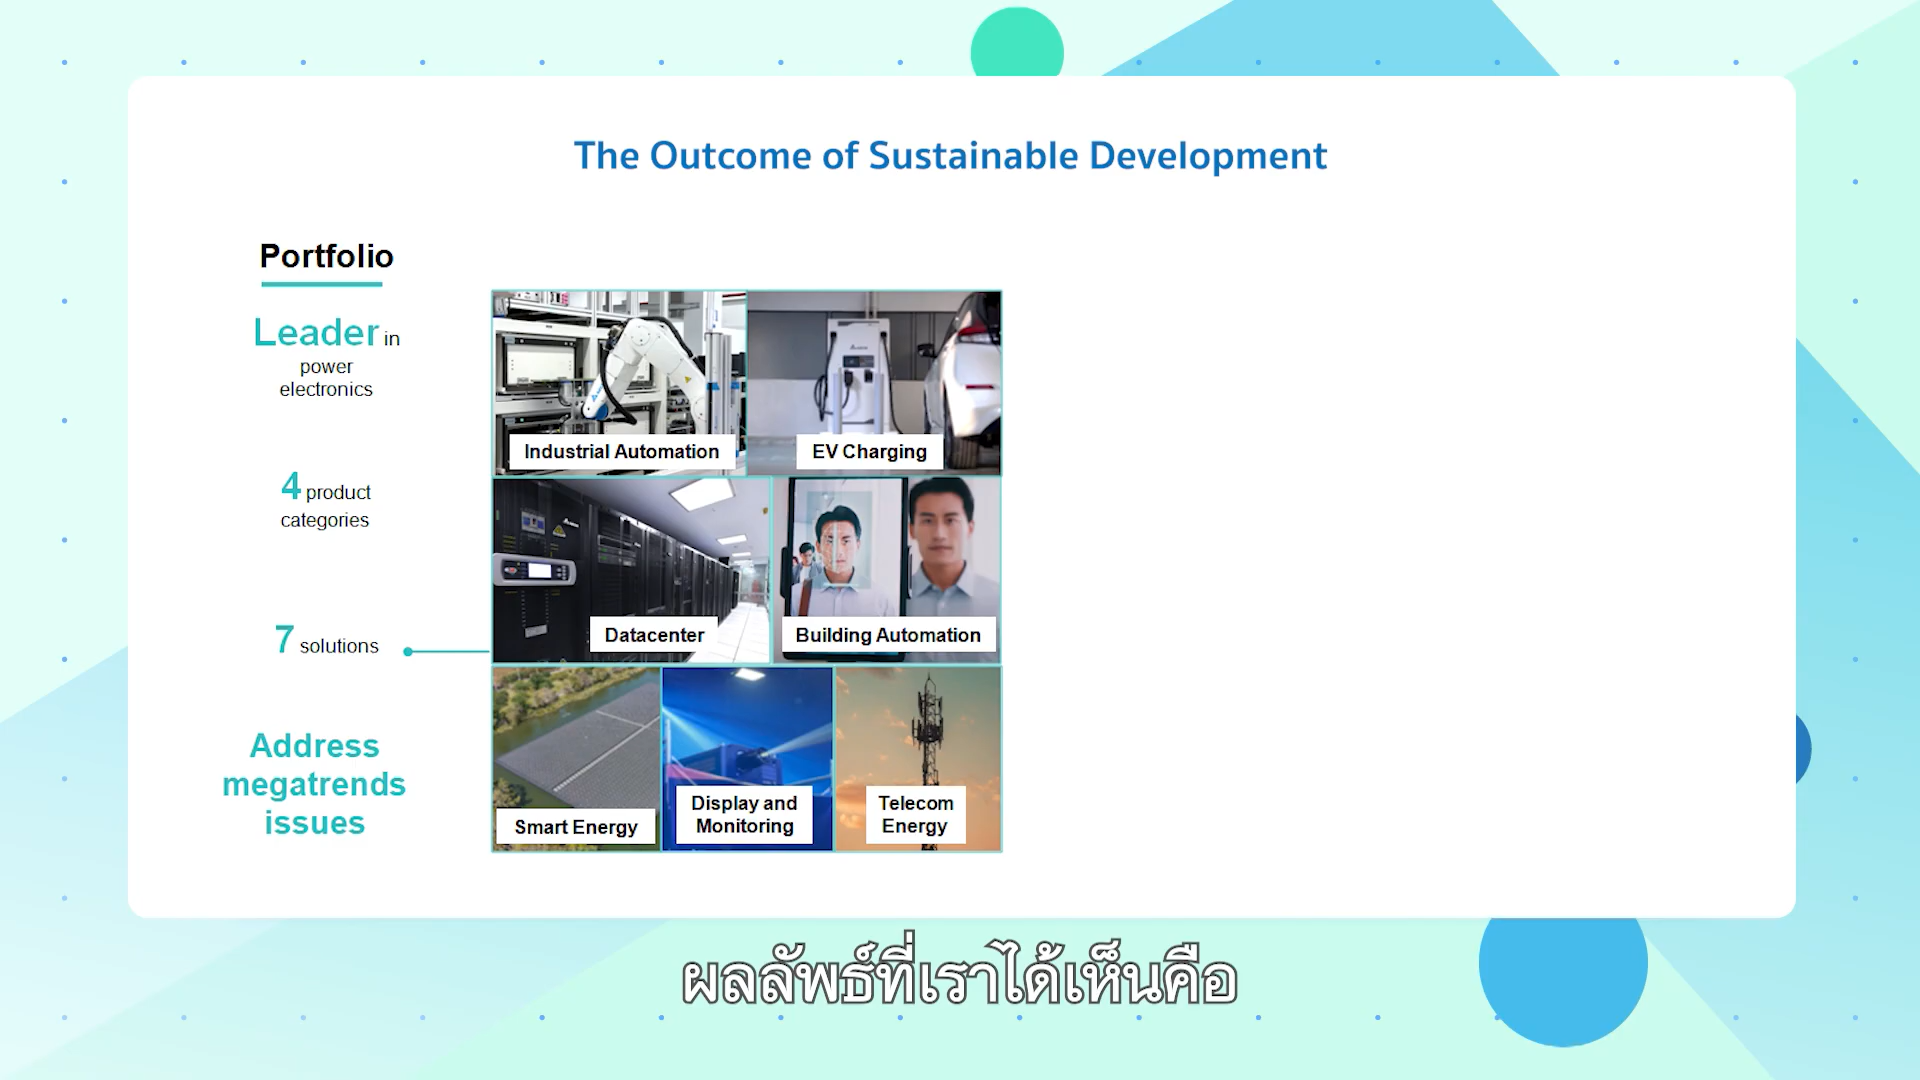 The Outcome of Sustainable Development
Portfolio
Leader in
power
electronics
4 product
categories
7 solutions
Address
megatrends
issues
Industrial Automation
EV Charging
Datacenter
Building Automation
Smart Energy
Display and
Monitoring
Telecom
Energy
ผลลัพธ์ที่เราได้เห็นคือ